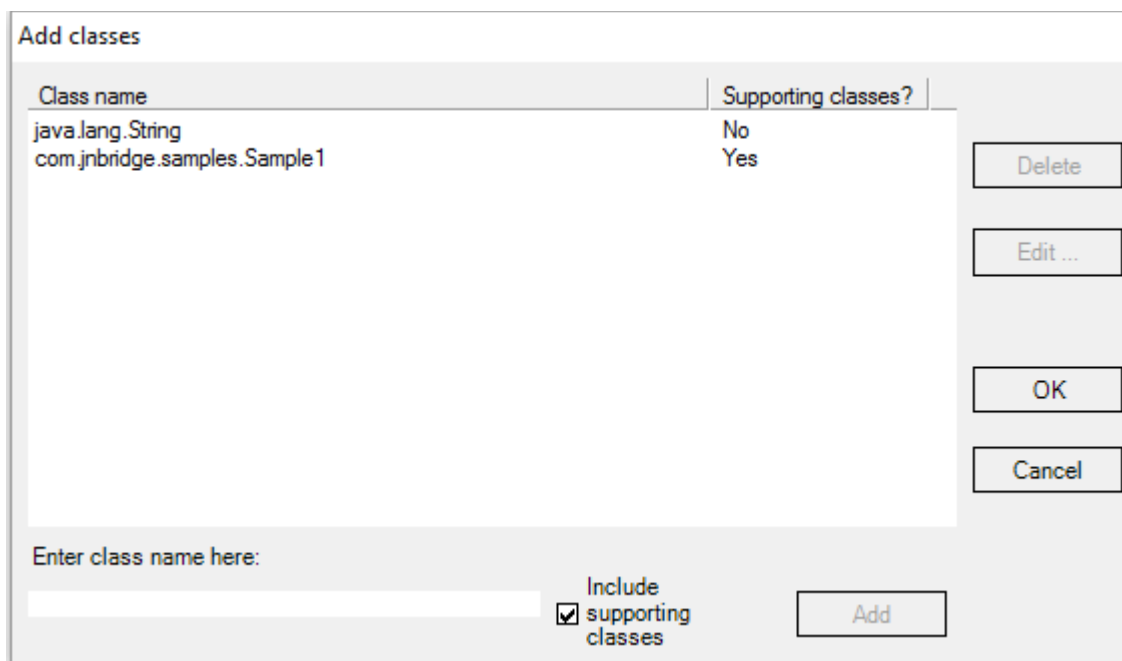 Add classes
Class name Supporting classes?
java.lang.String No
com.jnbridge.samples.Sample1 Yes
Delete
Edit ...
OK
Cancel
Enter class name here:
Include
supporting
classes
Add